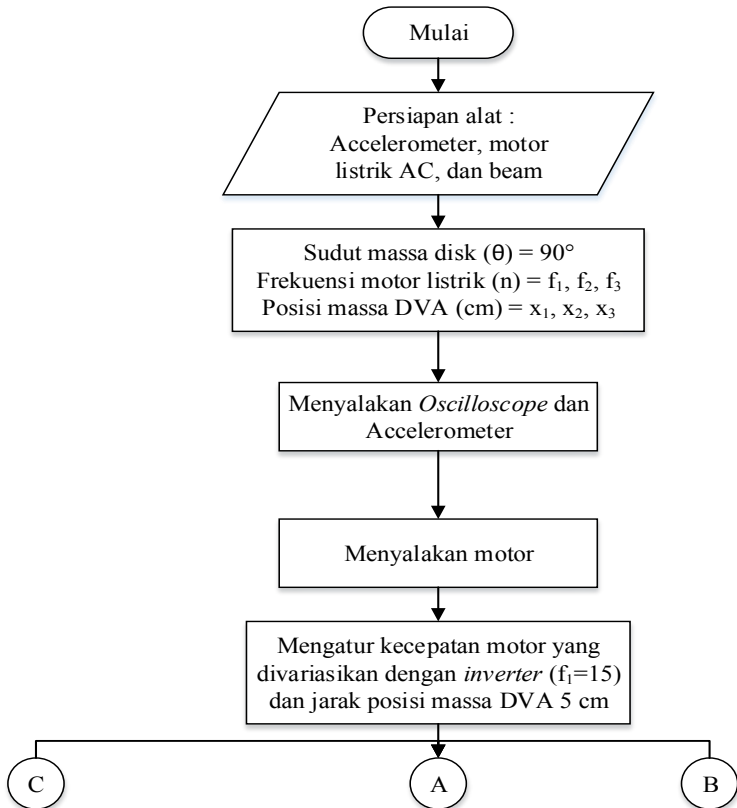 Mulai
Persiapan alat :
Accelerometer, motor
listrik AC, dan beam
Sudut massa disk (θ) = 90°
Frekuensi motor listrik (n) = f₁, f₂, f₃
Posisi massa DVA (cm) = x₁, x₂, x₃
Menyalakan Oscilloscope dan
Accelerometer
Menyalakan motor
Mengatur kecepatan motor yang
divariasikan dengan inverter (f₁=15)
dan jarak posisi massa DVA 5 cm
C
A
B